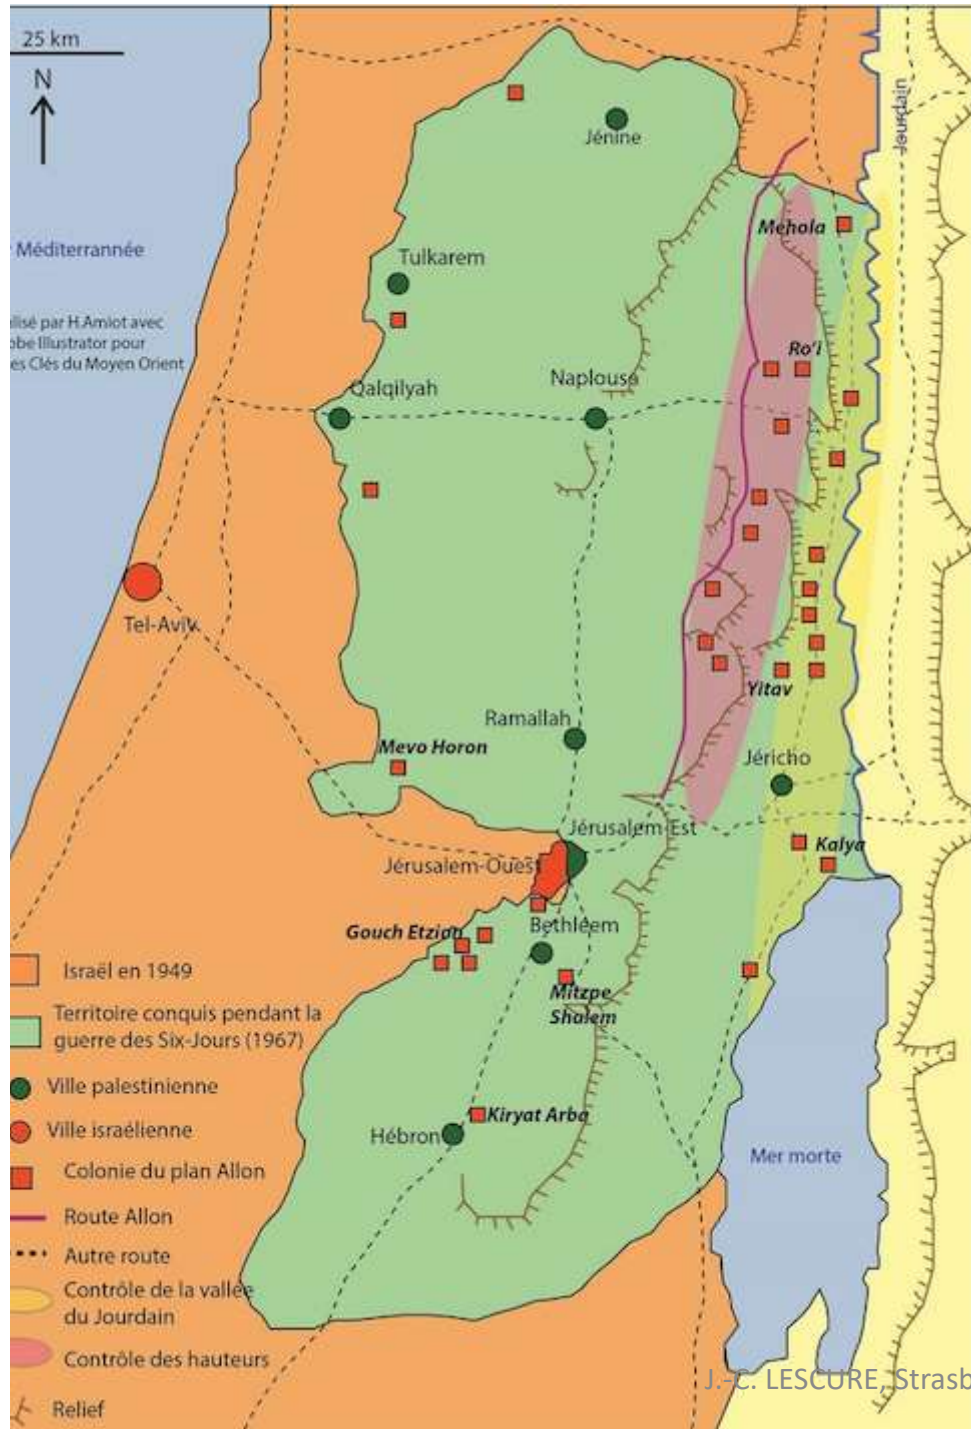 25 km
N
Jénine
Jourdain
Mehola
Méditerrannée
Tulkarem
lisé par H.Amiot avec
obe Illustrator pour
es Clés du Moyen Orient
Ro'i
Naplouse
Qalqilyah
Tel-Aviv
Yitav
Ramallah
Mevo Horon
Jéricho
Jérusalem-Est
Kalya
Jérusalem-Ouest
Bethléem
Gouch Etzion
Mitzpe
Shalem
Kiryat Arba
Hébron
Mer morte
Israël en 1949
Territoire conquis pendant la
guerre des Six-Jours (1967)
Ville palestinienne
Ville israélienne
Colonie du plan Allon
Route Allon
Autre route
Contrôle de la vallée
du Jourdain
Contrôle des hauteurs
Relief
J.-C. LESCURE, Strasb